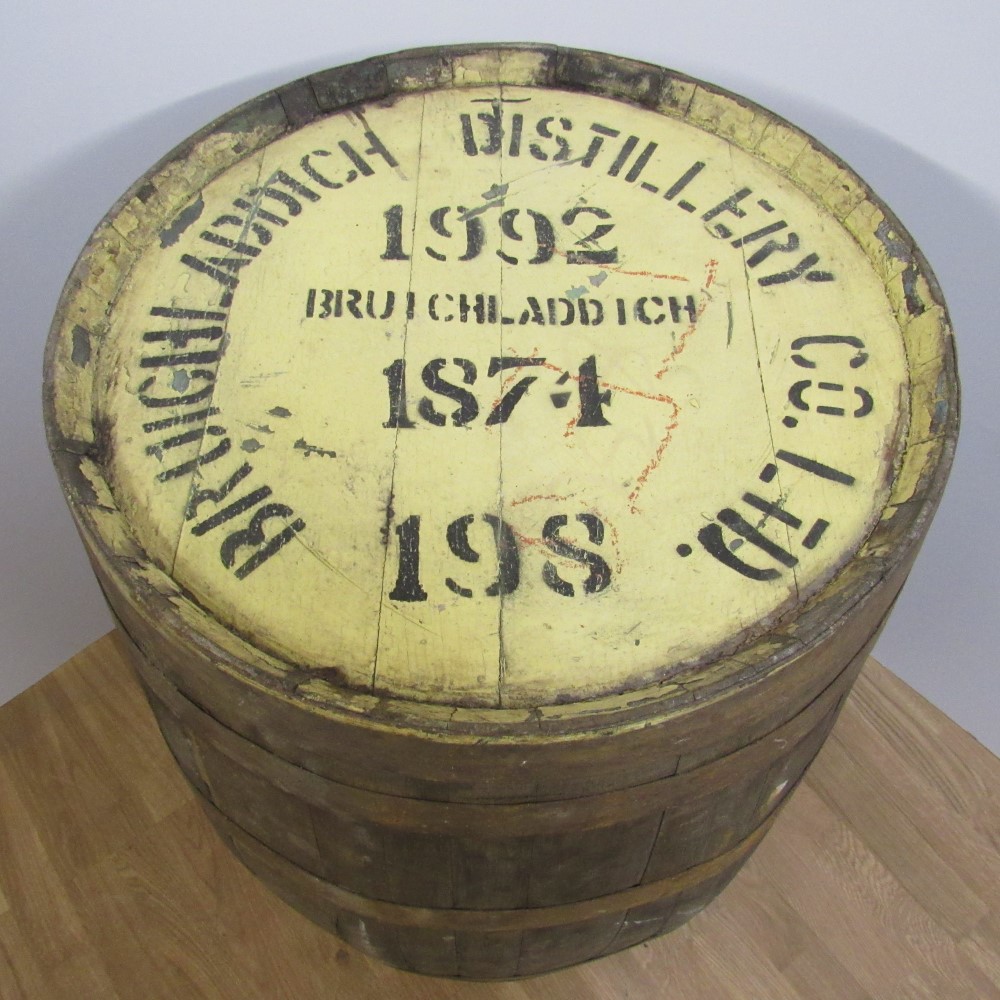 BRUICHLADDICH DISTILLERY CO. LTD.
1992
BRUICHLADDICH
1874
198